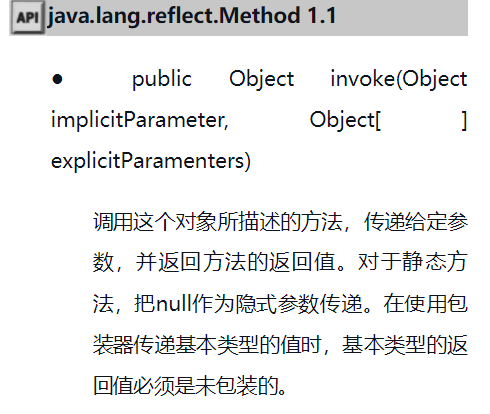 API java.lang.reflect.Method 1.1
● public Object invoke(Object
implicitParameter, Object[ ]
explicitParamenters)
调用这个对象所描述的方法，传递给定参
数，并返回方法的返回值。对于静态方
法，把null作为隐式参数传递。在使用包
装器传递基本类型的值时，基本类型的返
回值必须是未包装的。